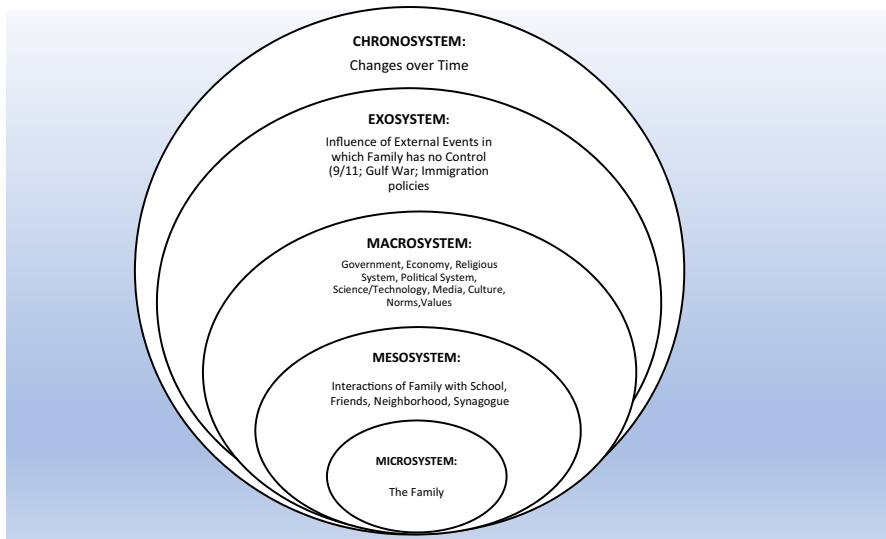 CHRONOSYSTEM:
Changes over Time
EXOSYSTEM:
Influence of External Events in
which Family has no Control
(9/11; Gulf War; Immigration
policies
MACROSYSTEM:
Government, Economy, Religious
System, Political System,
Science/Technology, Media, Culture,
Norms,Values
MESOSYSTEM:
Interactions of Family with School,
Friends, Neighborhood, Synagogue
MICROSYSTEM:
The Family